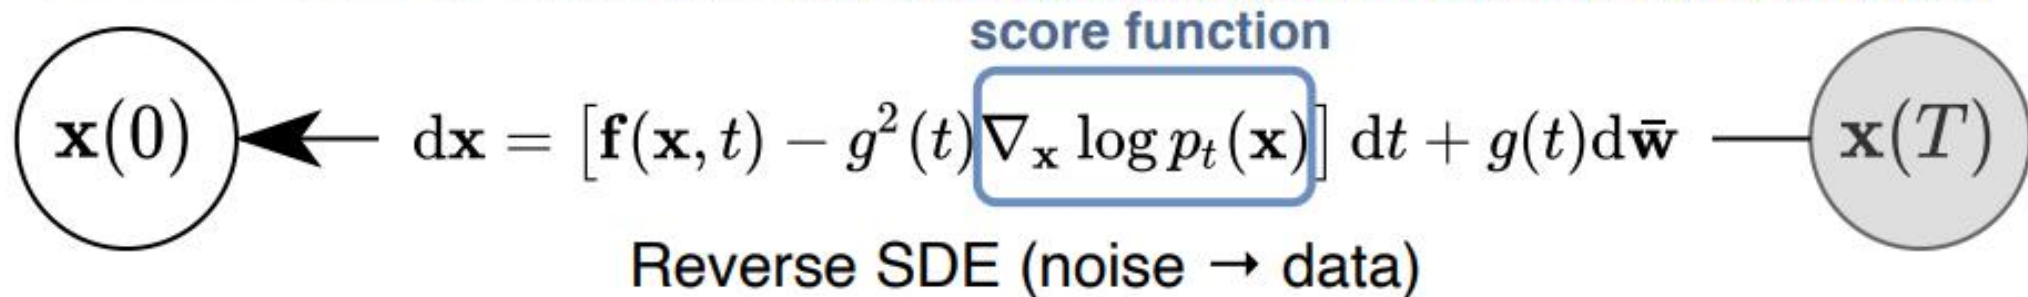 score function
x(0) dx = [f(x, t) − g²(t)∇ₓ log pₜ(x)] dt + g(t)dw̄ x(T)
Reverse SDE (noise → data)